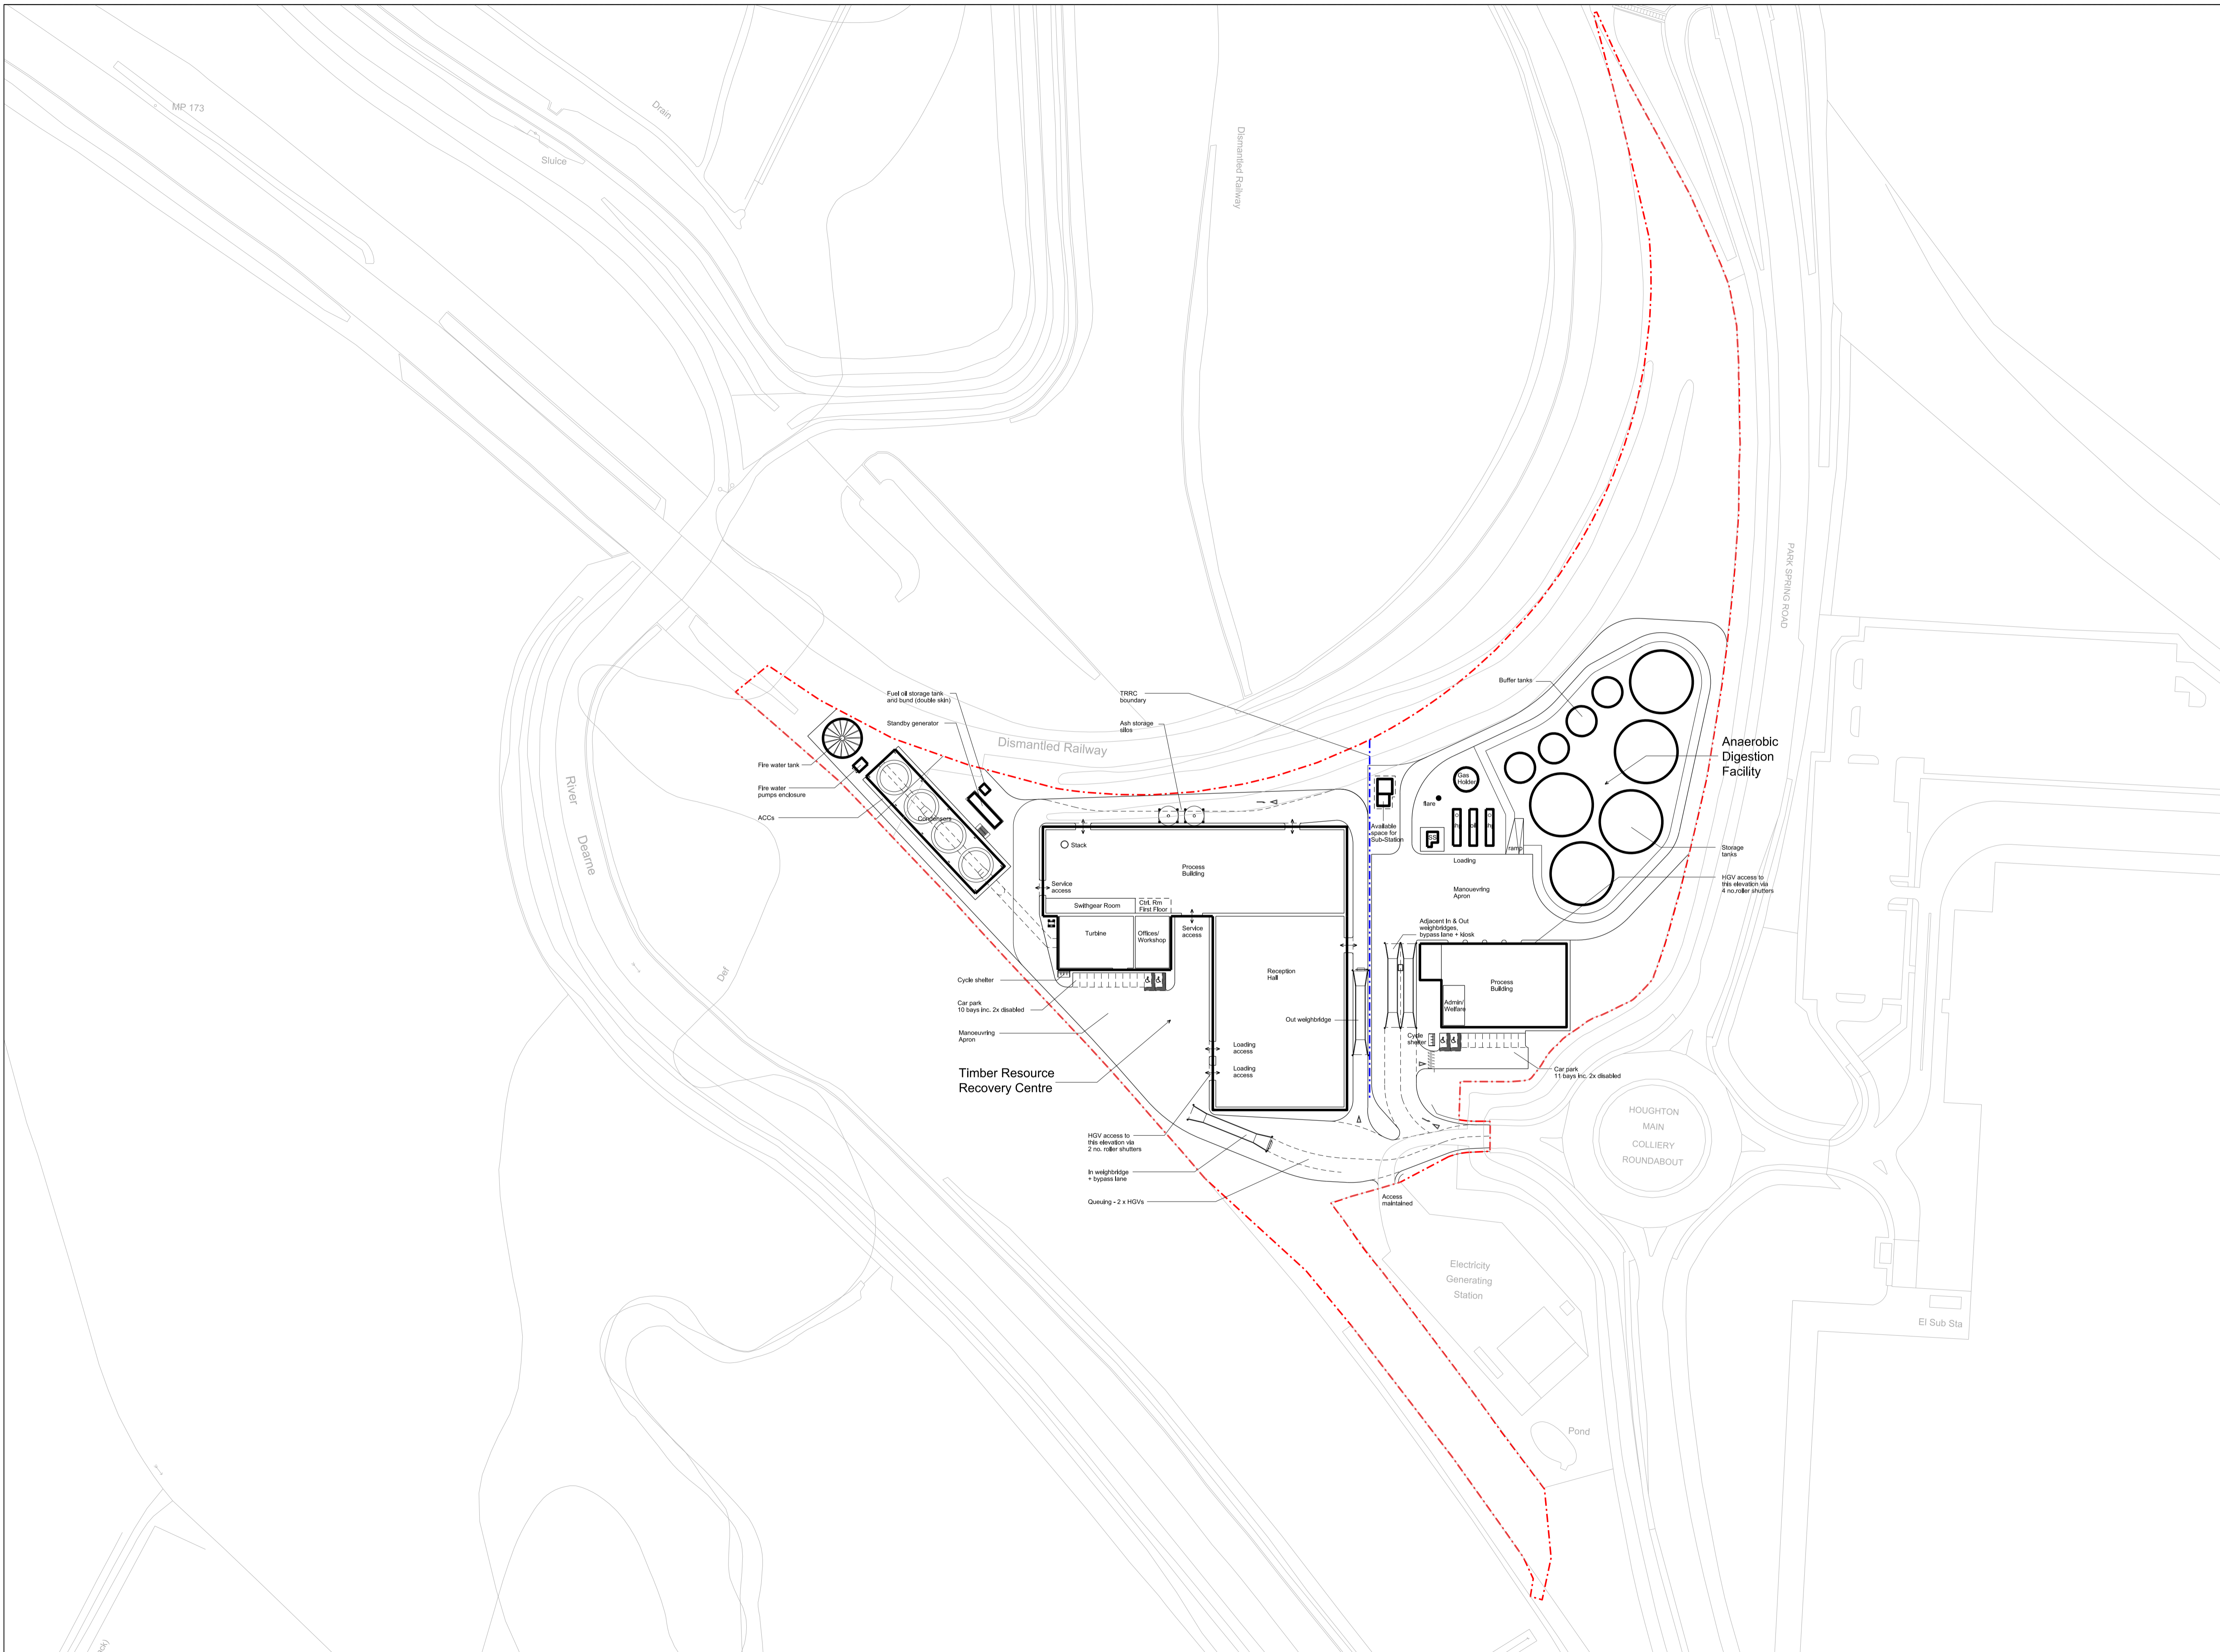 MP 173
Drain
Sluice
Dismantled Railway
PARK SPRING ROAD
Fuel oil storage tank
and bund (double skin)
Standby generator
TRRC
boundary
Ash storage
silos
Dismantled Railway
Buffer tanks
Anaerobic
Digestion
Facility
Fire water tank
Fire water
pumps enclosure
ACCs
Condensers
River
Dearne
Def
Gas
Holder
flare
Available
space for
Sub-Station
SS
ramp
Loading
Storage
tanks
HGV access to
this elevation via
4 no.roller shutters
Manouevring
Apron
Stack
Process
Building
Service
access
Swithgear Room
Ctrl. Rm
First Floor
Turbine
Offices/
Workshop
Service
access
Adjacent In & Out
weighbridges,
bypass lane + kiosk
Reception
Hall
Process
Building
Admin/
Welfare
Cycle shelter
Car park
10 bays inc. 2x disabled
Manoeuvring
Apron
Out weighbridge
Cycle
shelter
Loading
access
Loading
access
Timber Resource
Recovery Centre
Car park
11 bays inc. 2x disabled
HOUGHTON
MAIN
COLLIERY
ROUNDABOUT
HGV access to
this elevation via
2 no. roller shutters
In weighbridge
+ bypass lane
Queuing - 2 x HGVs
Access
maintained
Electricity
Generating
Station
El Sub Sta
Pond